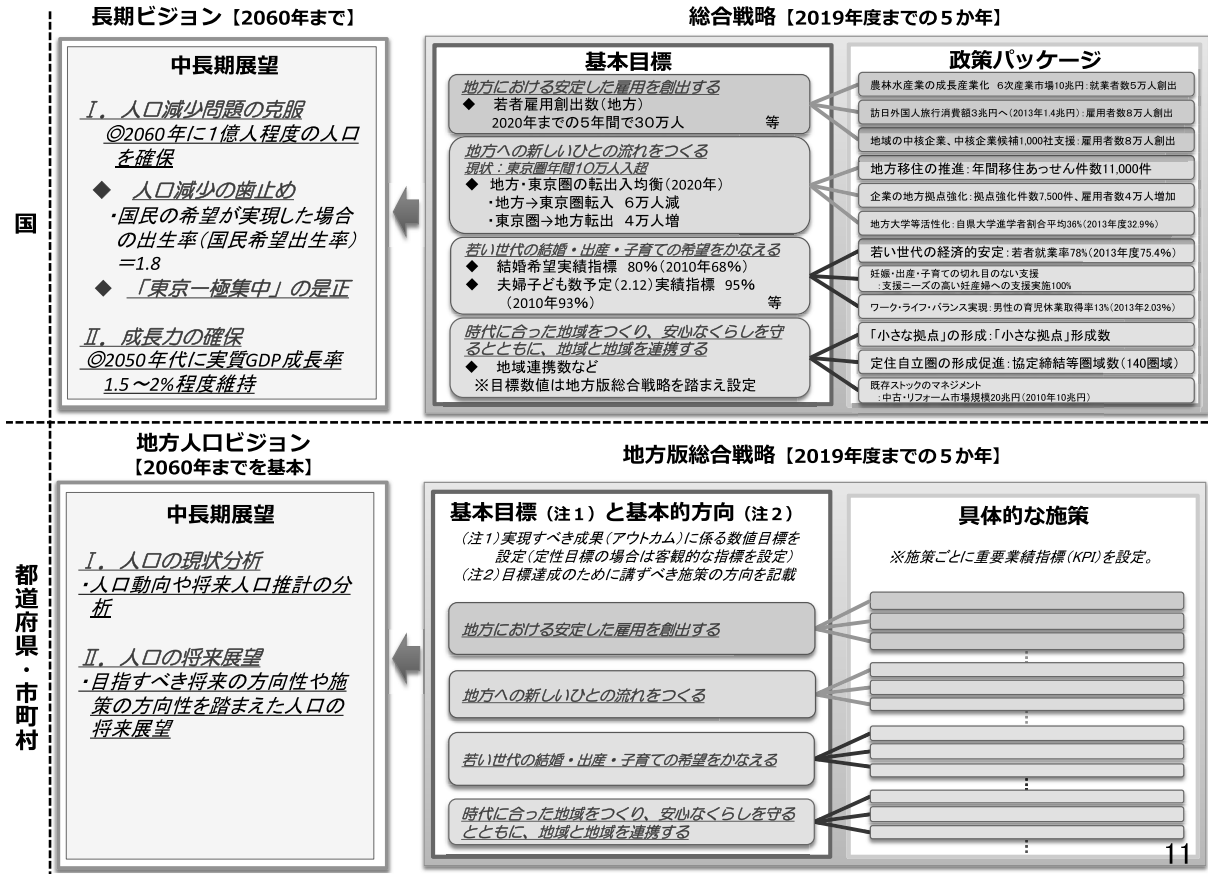 長期ビジョン【2060年まで】
総合戦略【2019年度までの５か年】
国
中長期展望
Ⅰ．人口減少問題の克服
◎2060年に1億人程度の人口
を確保
◆ 人口減少の歯止め
・国民の希望が実現した場合
の出生率（国民希望出生率）
＝1.8
◆ 「東京一極集中」の是正
Ⅱ．成長力の確保
◎2050年代に実質GDP成長率
1.5～2%程度維持
基本目標
地方における安定した雇用を創出する
◆ 若者雇用創出数（地方）
2020年までの５年間で３０万人 等
地方への新しいひとの流れをつくる
現状：東京圏年間１０万人入超
◆ 地方・東京圏の転出入均衡（2020年）
・地方→東京圏転入 ６万人減
・東京圏→地方転出 ４万人増
若い世代の結婚・出産・子育ての希望をかなえる
◆ 結婚希望実績指標 80%（2010年68%）
◆ 夫婦子ども数予定（2.12）実績指標 95%
（2010年93%） 等
時代に合った地域をつくり、安心なくらしを守
るとともに、地域と地域を連携する
◆ 地域連携数など
※目標数値は地方版総合戦略を踏まえ設定
政策パッケージ
農林水産業の成長産業化 6次産業市場10兆円：就業者数5万人創出
訪日外国人旅行消費額3兆円へ（2013年1.4兆円）：雇用者数8万人創出
地域の中核企業、中核企業候補1,000社支援：雇用者数8万人創出
地方移住の推進：年間移住あっせん件数11,000件
企業の地方拠点強化：拠点強化件数7,500件、雇用者数４万人増加
地方大学等活性化：自県大学進学者割合平均36%（2013年度32.9%）
若い世代の経済的安定：若者就業率78%（2013年度75.4%）
妊娠・出産・子育ての切れ目のない支援
：支援ニーズの高い妊産婦への支援実施100%
ワーク・ライフ・バランス実現：男性の育児休業取得率13%（2013年2.03%）
「小さな拠点」の形成：「小さな拠点」形成数
定住自立圏の形成促進：協定締結等圏域数（140圏域）
既存ストックのマネジメント
：中古・リフォーム市場規模20兆円（2010年10兆円）
都道府県・市町村
地方人口ビジョン
【2060年までを基本】
地方版総合戦略【2019年度までの５か年】
中長期展望
Ⅰ．人口の現状分析
・人口動向や将来人口推計の分
析
Ⅱ．人口の将来展望
・目指すべき将来の方向性や施
策の方向性を踏まえた人口の
将来展望
基本目標（注１）と基本的方向（注２）
（注１）実現すべき成果（アウトカム）に係る数値目標を
設定（定性目標の場合は客観的な指標を設定）
（注２）目標達成のために講ずべき施策の方向を記載
地方における安定した雇用を創出する
地方への新しいひとの流れをつくる
若い世代の結婚・出産・子育ての希望をかなえる
時代に合った地域をつくり、安心なくらしを守る
とともに、地域と地域を連携する
具体的な施策
※施策ごとに重要業績指標（KPI）を設定。
11